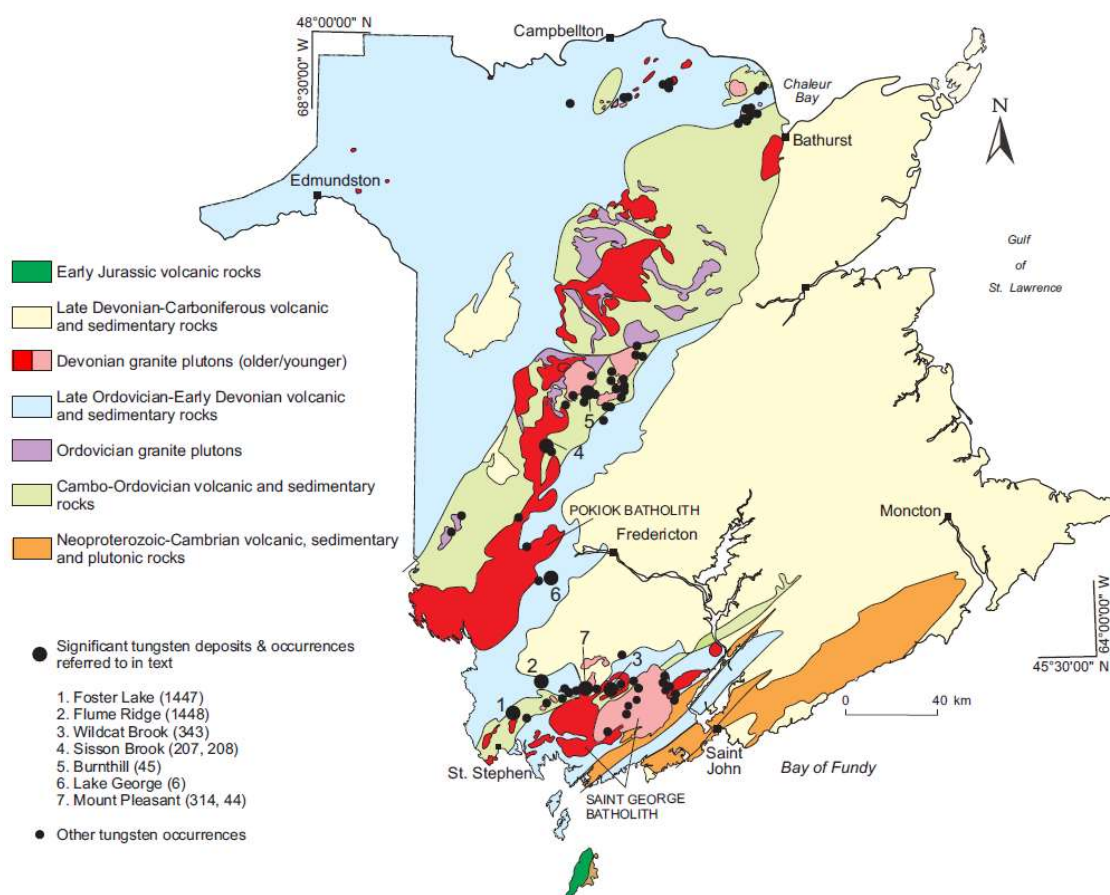 48°00'00" N
68°30'00" W
Campbellton
Chaleur
Bay
N
Bathurst
Edmundston
Gulf
of
St. Lawrence
Early Jurassic volcanic rocks
Late Devonian-Carboniferous volcanic
and sedimentary rocks
Devonian granite plutons (older/younger)
Late Ordovician-Early Devonian volcanic
and sedimentary rocks
Ordovician granite plutons
Cambo-Ordovician volcanic and sedimentary
rocks
Neoproterozoic-Cambrian volcanic, sedimentary
and plutonic rocks
5
4
POKIOK BATHOLITH
Fredericton
Moncton
6
64°00'00" W
45°30'00" N
7
3
2
1
0 40 km
Significant tungsten deposits & occurrences
referred to in text
1. Foster Lake (1447)
2. Flume Ridge (1448)
3. Wildcat Brook (343)
4. Sisson Brook (207, 208)
5. Burnthill (45)
6. Lake George (6)
7. Mount Pleasant (314, 44)
Other tungsten occurrences
St. Stephen
Saint
John
Bay of Fundy
SAINT GEORGE
BATHOLITH